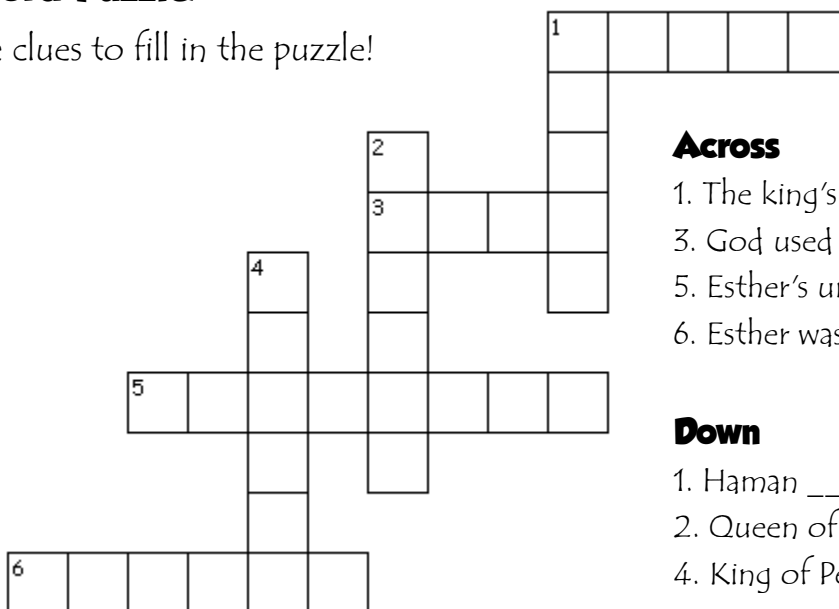 clues to fill in the puzzle!
1
2
3
4
5
6
Across
1. The king's
3. God used
5. Esther's
6. Esther was
Down
1. Haman __
2. Queen of
4. King of